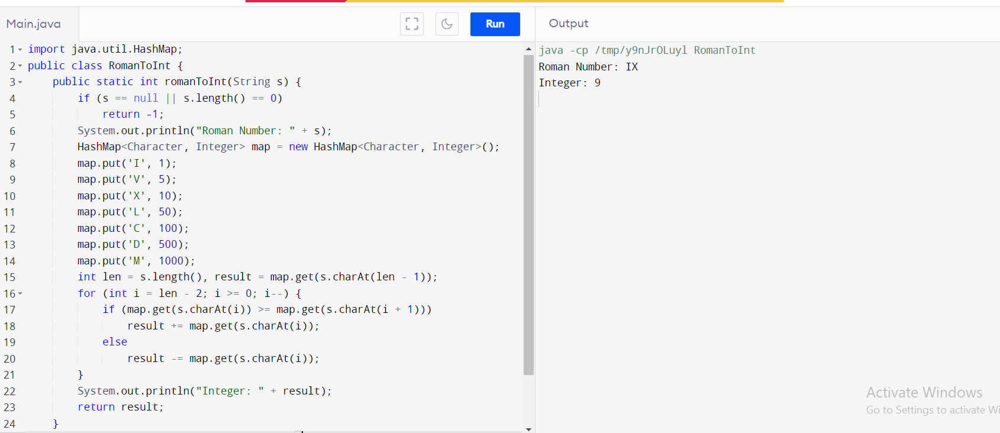 Main.java
Run
Output
1 import java.util.HashMap;
2 public class RomanToInt {
3     public static int romanToInt(String s) {
4         if (s == null || s.length() == 0)
5             return -1;
6         System.out.println("Roman Number: " + s);
7         HashMap<Character, Integer> map = new HashMap<Character, Integer>();
8         map.put('I', 1);
9         map.put('V', 5);
10         map.put('X', 10);
11         map.put('L', 50);
12         map.put('C', 100);
13         map.put('D', 500);
14         map.put('M', 1000);
15         int len = s.length(), result = map.get(s.charAt(len - 1));
16         for (int i = len - 2; i >= 0; i--) {
17             if (map.get(s.charAt(i)) >= map.get(s.charAt(i + 1)))
18                 result += map.get(s.charAt(i));
19             else
20                 result -= map.get(s.charAt(i));
21         }
22         System.out.println("Integer: " + result);
23         return result;
24     }
java -cp /tmp/y9nJrOLuyl RomanToInt
Roman Number: IX
Integer: 9
Activate Windows
Go to Settings to activate Wi